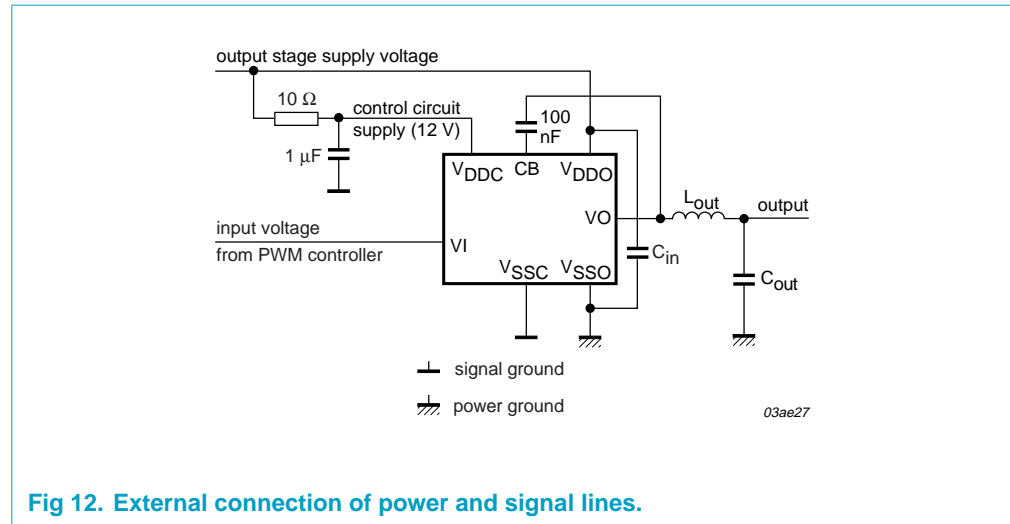 output stage supply voltage
10 Ω
control circuit
supply (12 V)
100
nF
1 μF
VDDC
CB
VDDO
VO
Lout
output
input voltage
from PWM controller
VI
VSSC
VSSO
Cin
Cout
signal ground
power ground
03ae27
Fig 12. External connection of power and signal lines.